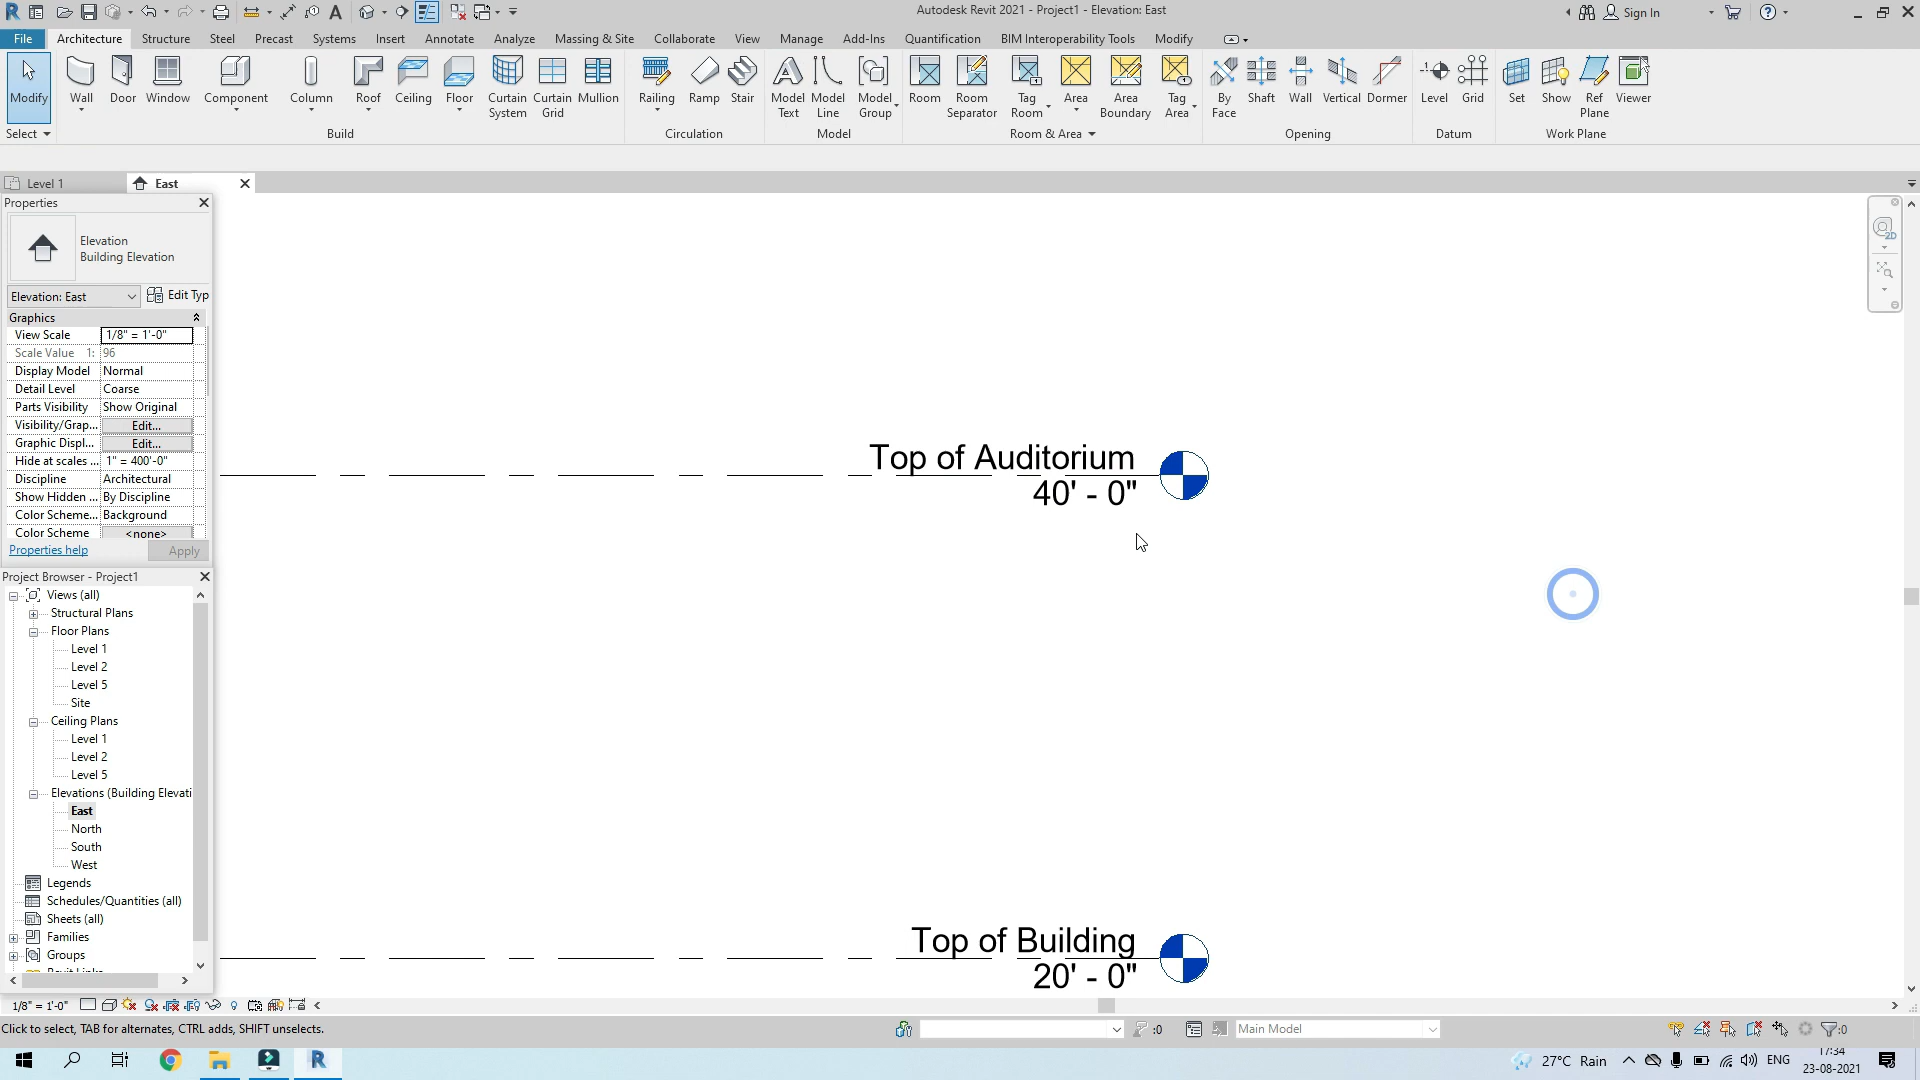 Autodesk Revit 2021 - Project1 - Elevation: East
Sign In
File Architecture Structure Steel Precast Systems Insert Annotate Analyze Massing & Site Collaborate View Manage Add-Ins Quantification BIM Interoperability Tools Modify
Modify Wall Door Window Component Column Roof Ceiling Floor Curtain System Curtain Grid Mullion Railing Ramp Stair Model Text Model Line Model Group Room Room Separator Tag Room Area Area Boundary Tag Area By Face Shaft Wall Vertical Dormer Level Grid Set Show Ref Plane Viewer
Select Build Circulation Model Room & Area Opening Datum Work Plane
Level 1 East
Properties
Elevation
Building Elevation
Elevation: East Edit Typ
Graphics
View Scale 1/8" = 1'-0"
Scale Value 1: 96
Display Model Normal
Detail Level Coarse
Parts Visibility Show Original
Visibility/Grap... Edit...
Graphic Displ... Edit...
Hide at scales ... 1" = 400'-0"
Discipline Architectural
Show Hidden ... By Discipline
Color Scheme... Background
Color Scheme <none>
Properties help Apply
Project Browser - Project1
Views (all)
Structural Plans
Floor Plans
Level 1
Level 2
Level 5
Site
Ceiling Plans
Level 1
Level 2
Level 5
Elevations (Building Elevati
East
North
South
West
Legends
Schedules/Quantities (all)
Sheets (all)
Families
Groups
Revit Links
Top of Auditorium
40' - 0"
Top of Building
20' - 0"
1/8" = 1'-0"
Click to select, TAB for alternates, CTRL adds, SHIFT unselects.
:0
Main Model
:0
27°C Rain
ENG
17:34
23-08-2021